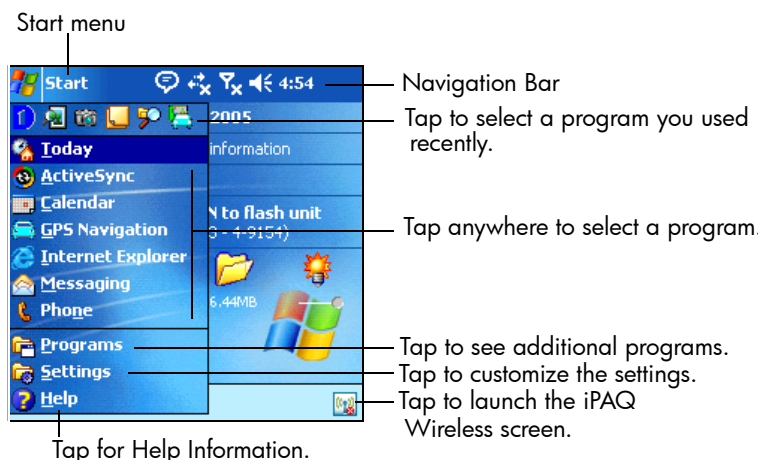 Start menu
Start 4:54
Navigation Bar
2005
Tap to select a program you used
recently.
Today
information
ActiveSync
Calendar
N to flash unit
GPS Navigation
3 - 4-9154)
Tap anywhere to select a program.
Internet Explorer
Messaging
Phone
6.44MB
Programs
Tap to see additional programs.
Settings
Tap to customize the settings.
Help
Tap to launch the iPAQ
Wireless screen.
Tap for Help Information.